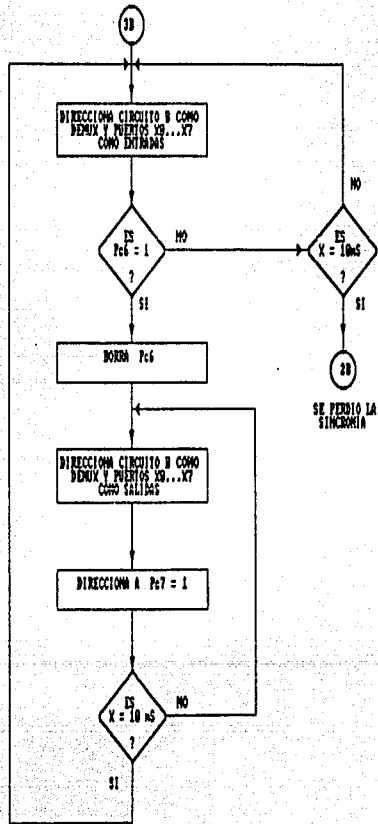 3B
DIRECCIONA CIRCUITO B COMO
DEMUX Y PUERTOS X0...X7
COMO ENTRADAS
ES
Pc6 = 1
?
NO
SI
ES
X = 10mS
?
NO
SI
2B
SE PERDIO LA
SINCRONIA
BORRA Pc6
DIRECCIONA CIRCUITO B COMO
DEMUX Y PUERTOS X0...X7
COMO SALIDAS
DIRECCIONA A Pc7 = 1
ES
X = 10 mS
?
NO
SI